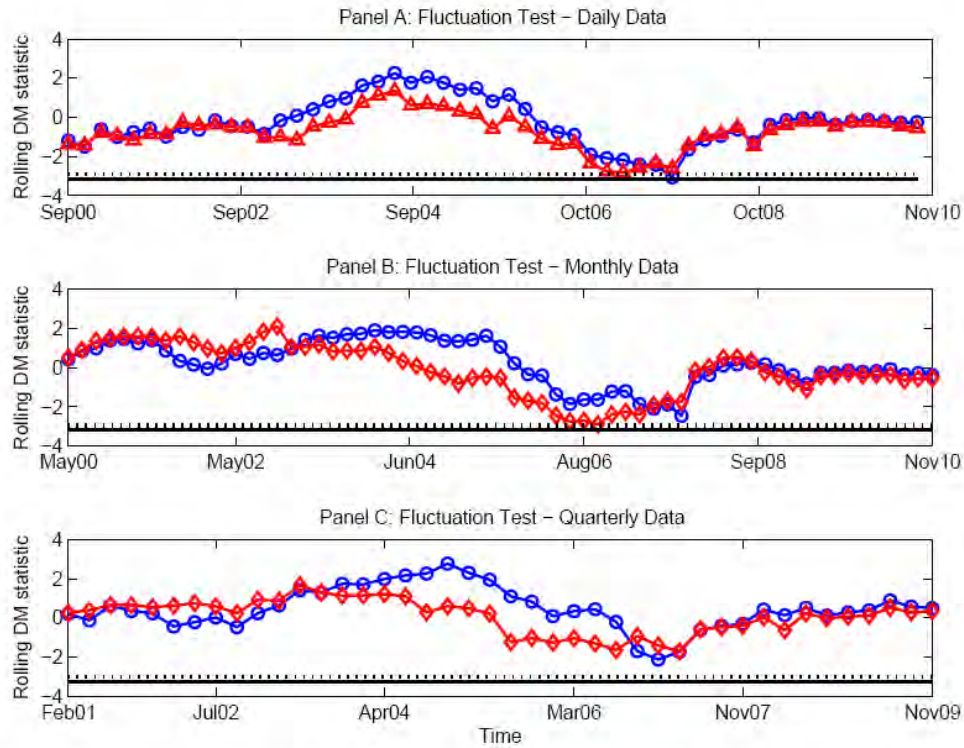 Panel A: Fluctuation Test − Daily Data
Rolling DM statistic
4
2
0
−2
−4
Sep00 Sep02 Sep04 Oct06 Oct08 Nov10
Panel B: Fluctuation Test − Monthly Data
Rolling DM statistic
4
2
0
−2
−4
May00 May02 Jun04 Aug06 Sep08 Nov10
Panel C: Fluctuation Test − Quarterly Data
Rolling DM statistic
4
2
0
−2
−4
Feb01 Jul02 Apr04 Mar06 Nov07 Nov09
Time